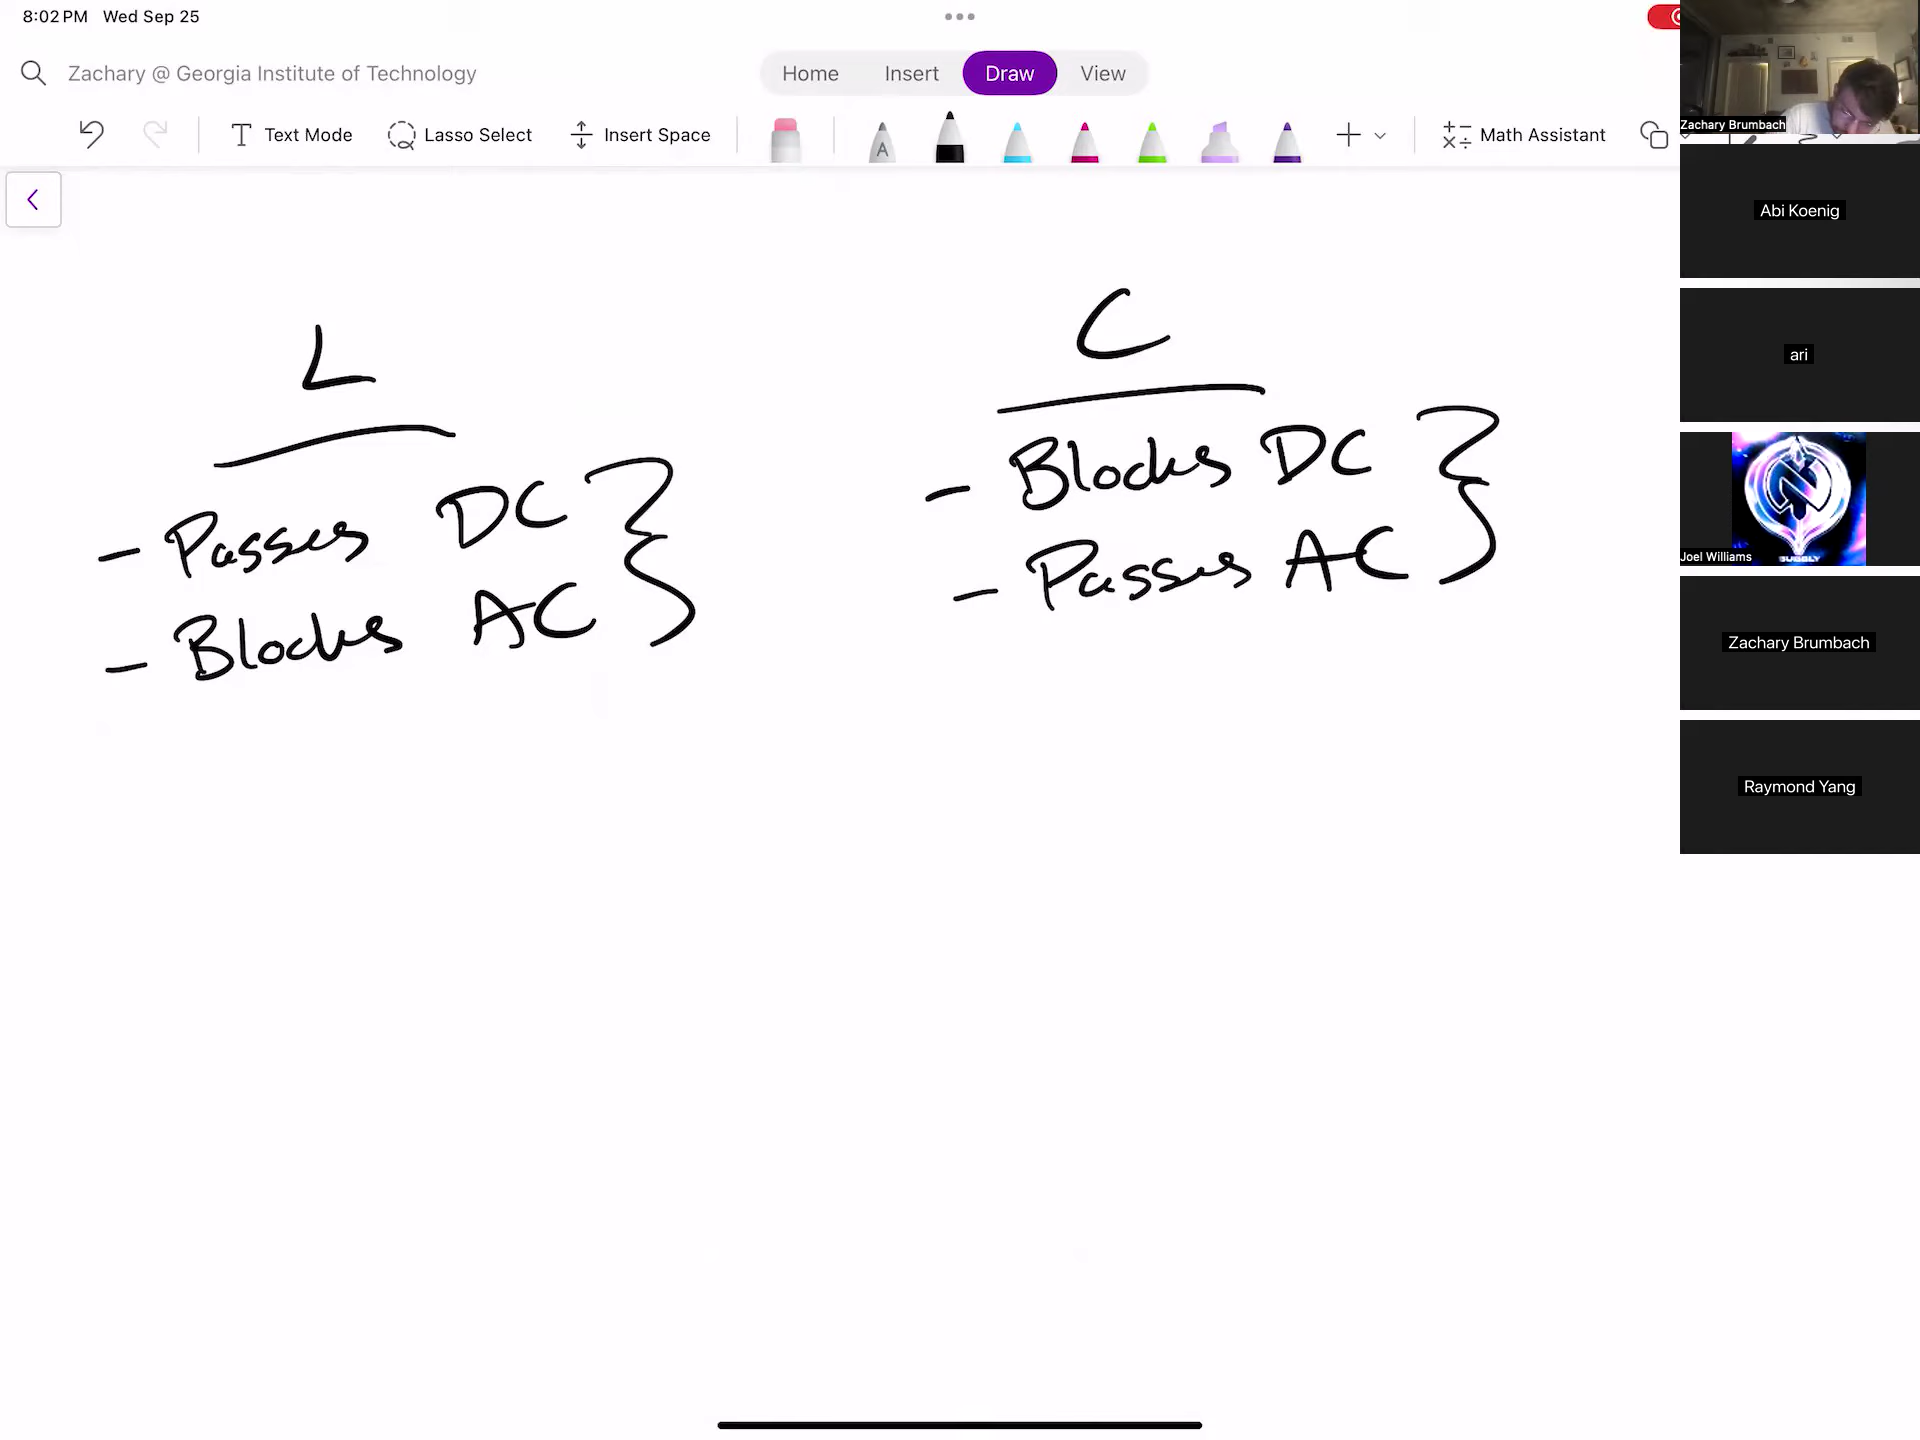 8:02 PM Wed Sep 25
Zachary @ Georgia Institute of Technology
Home Insert Draw View
Text Mode Lasso Select Insert Space A Math Assistant
Zachary Brumbach
Abi Koenig
ari
Joel Williams
Zachary Brumbach
Raymond Yang
L
- Passes DC
- Blocks AC
C
- Blocks DC
- Passes AC